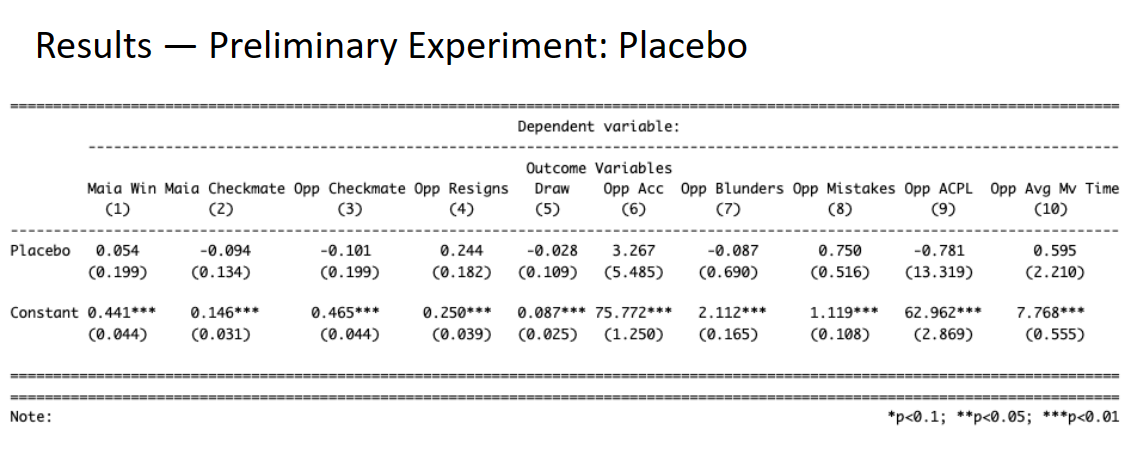 Results — Preliminary Experiment: Placebo
Dependent variable:
Outcome Variables
Maia Win Maia Checkmate Opp Checkmate Opp Resigns Draw Opp Acc Opp Blunders Opp Mistakes Opp ACPL Opp Avg Mv Time
(1) (2) (3) (4) (5) (6) (7) (8) (9) (10)
Placebo 0.054 -0.094 -0.101 0.244 -0.028 3.267 -0.087 0.750 -0.781 0.595
(0.199) (0.134) (0.199) (0.182) (0.109) (5.485) (0.690) (0.516) (13.319) (2.210)
Constant 0.441*** 0.146*** 0.465*** 0.250*** 0.087*** 75.772*** 2.112*** 1.119*** 62.962*** 7.768***
(0.044) (0.031) (0.044) (0.039) (0.025) (1.250) (0.165) (0.108) (2.869) (0.555)
Note: *p<0.1; **p<0.05; ***p<0.01